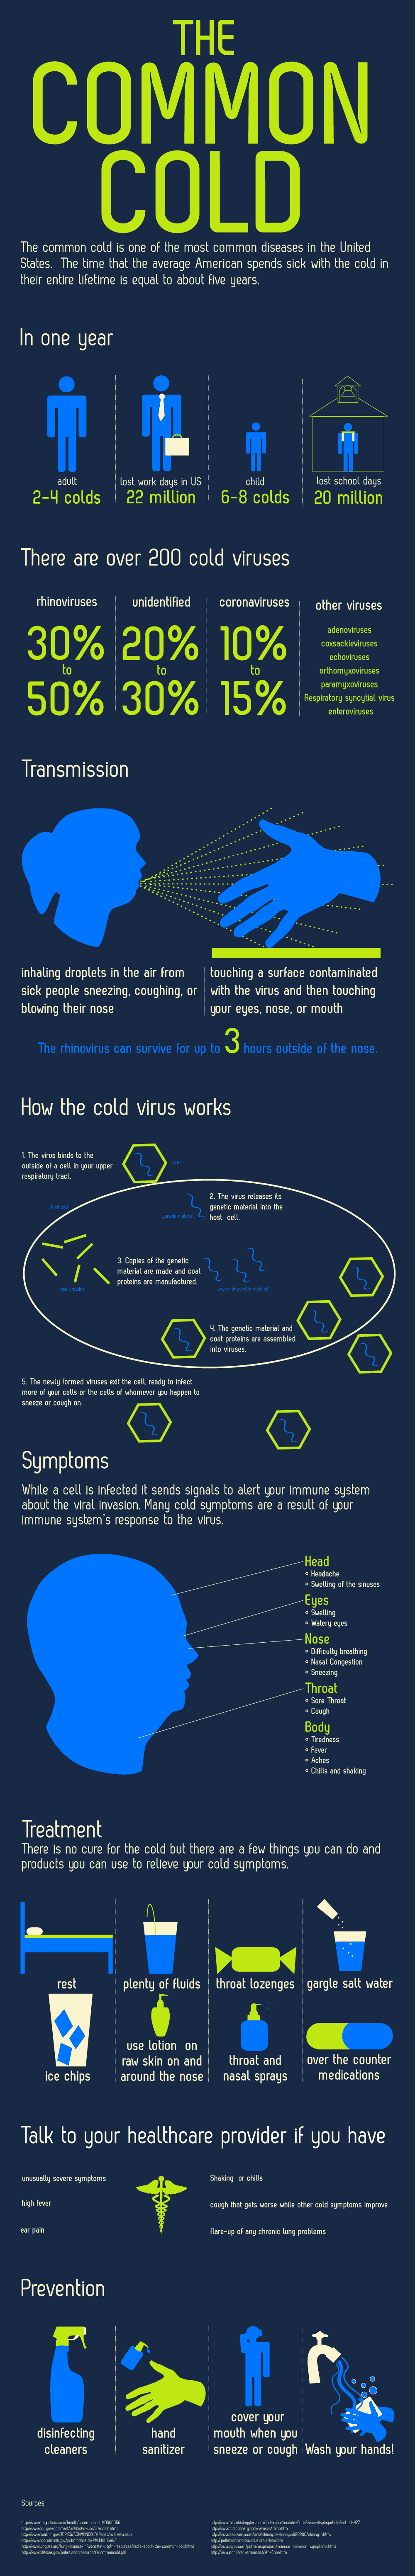 THE
COMMON
COLD
The common cold is one of the most common diseases in the United
States. The time that the average American spends sick with the cold in
their entire lifetime is equal to about five years.
In one year
adult
2-4 colds
lost work days in US
22 million
child
6-8 colds
lost school days
20 million
There are over 200 cold viruses
rhinoviruses
30%
to
50%
unidentified
20%
to
30%
coronaviruses
10%
to
15%
other viruses
adenoviruses
coxsackieviruses
echoviruses
orthomyxoviruses
paramyxoviruses
Respiratory syncytial virus
enteroviruses
Transmission
inhaling droplets in the air from
sick people sneezing, coughing, or
blowing their nose
touching a surface contaminated
with the virus and then touching
your eyes, nose, or mouth
The rhinovirus can survive for up to 3 hours outside of the nose.
How the cold virus works
1. The virus binds to the
outside of a cell in your upper
respiratory tract.
virus
host cell
genetic material
2. The virus releases its
genetic material into the
host cell.
3. Copies of the genetic
material are made and coat
proteins are manufactured.
coat proteins
copies of genetic material
4. The genetic material and
coat proteins are assembled
into viruses.
5. The newly formed viruses exit the cell, ready to infect
more of your cells or the cells of whomever you happen to
sneeze or cough on.
Symptoms
While a cell is infected it sends signals to alert your immune system
about the viral invasion. Many cold symptoms are a result of your
immune system's response to the virus.
Head
Headache
Swelling of the sinuses
Eyes
Swelling
Watery eyes
Nose
Difficulty breathing
Nasal Congestion
Sneezing
Throat
Sore Throat
Cough
Body
Tiredness
Fever
Aches
Chills and shaking
Treatment
There is no cure for the cold but there are a few things you can do and
products you can use to relieve your cold symptoms.
rest
plenty of fluids
throat lozenges
gargle salt water
ice chips
use lotion on
raw skin on and
around the nose
throat and
nasal sprays
over the counter
medications
Talk to your healthcare provider if you have
unusually severe symptoms
high fever
ear pain
Shaking or chills
cough that gets worse while other cold symptoms improve
flare-up of any chronic lung problems
Prevention
disinfecting
cleaners
hand
sanitizer
cover your
mouth when you
sneeze or cough
Wash your hands!
Sources